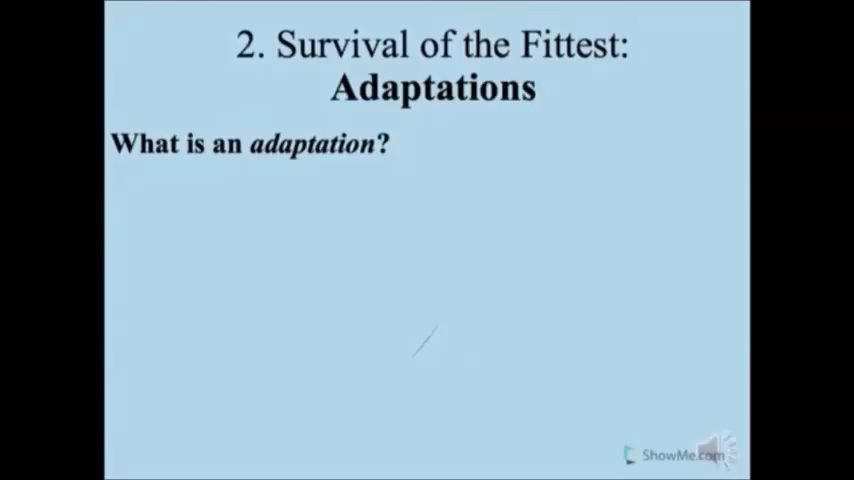 2. Survival of the Fittest:
Adaptations
What is an adaptation?
ShowMe.com